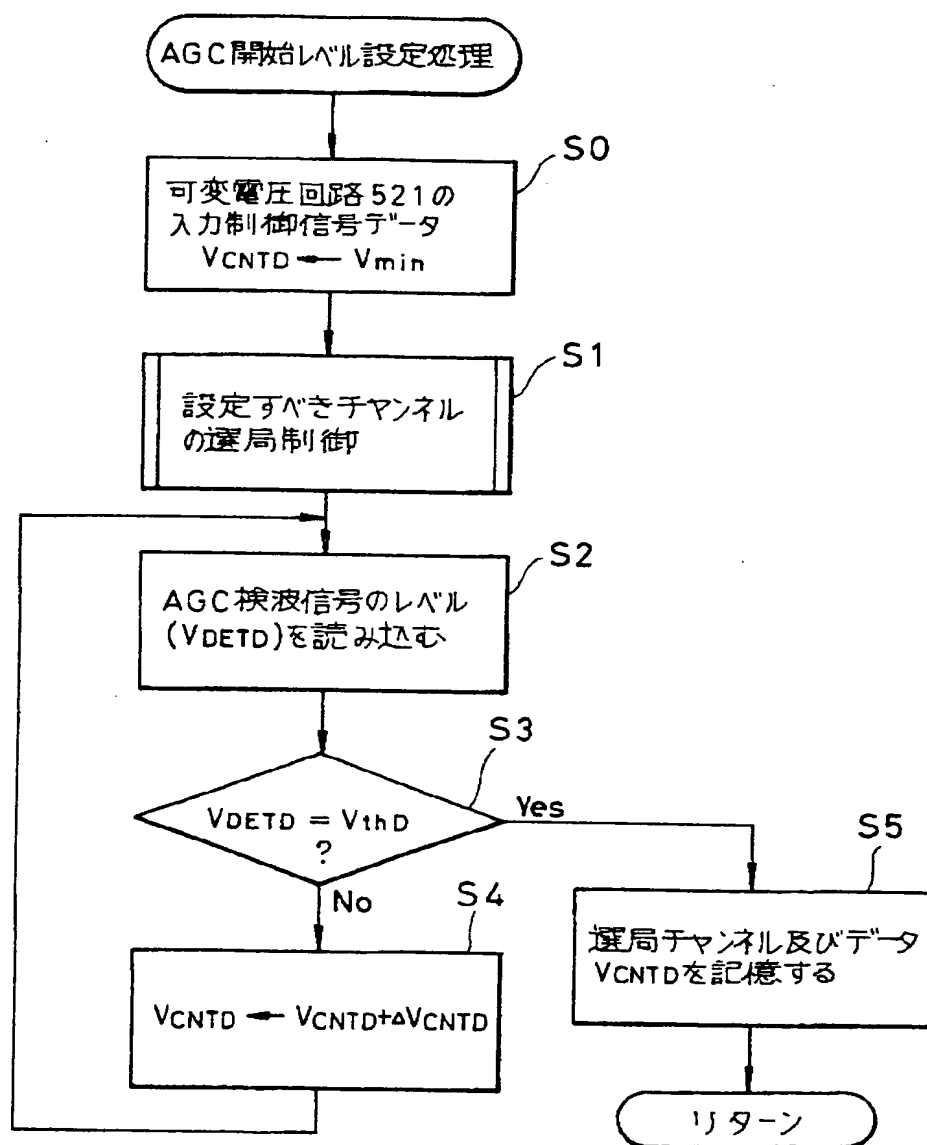 AGC開始レベル設定処理
S0
可変電圧回路521の
入力制御信号データ
VCNTD ← Vmin
S1
設定すべきチャンネル
の選局制御
S2
AGC検波信号のレベル
(VDETD)を読み込む
S3
VDETD = VthD
?
Yes
No
S4
VCNTD ← VCNTD+ΔVCNTD
S5
選局チャンネル及びデータ
VCNTDを記憶する
リターン